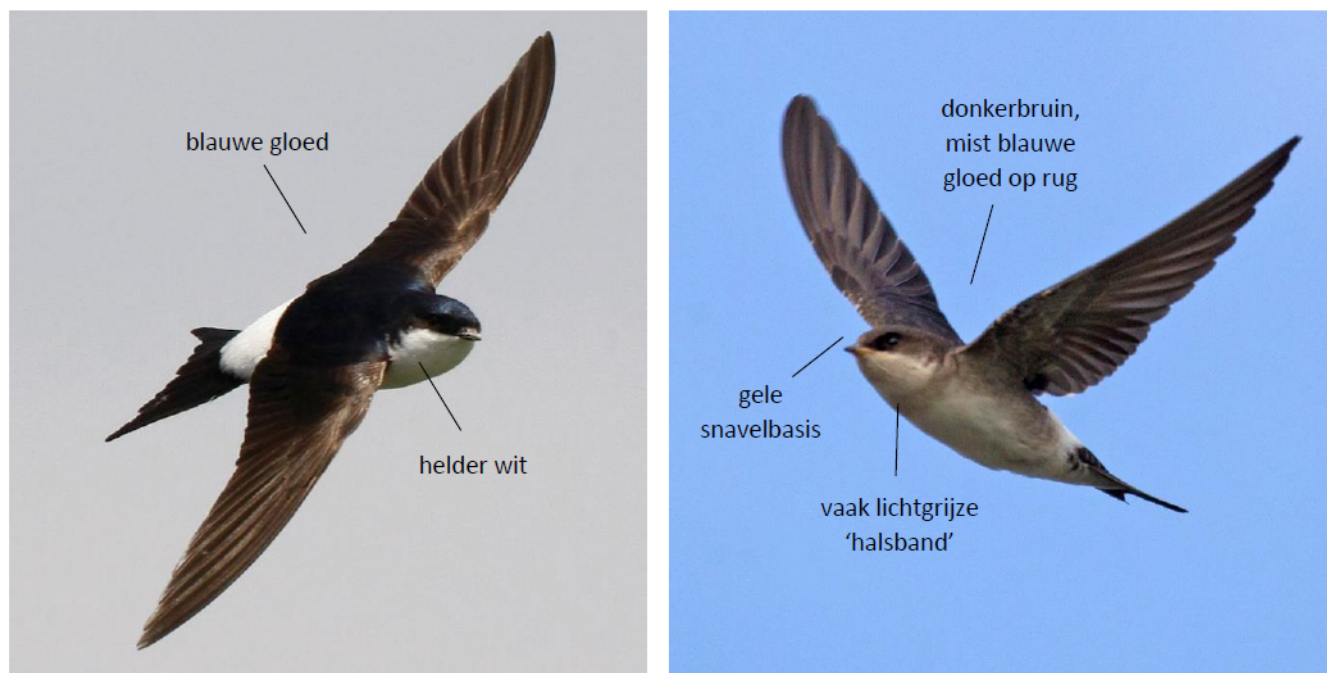 blauwe gloed
helder wit
donkerbruin,
mist blauwe
gloed op rug
gele
snavelbasis
vaak lichtgrijze
‘halsband’